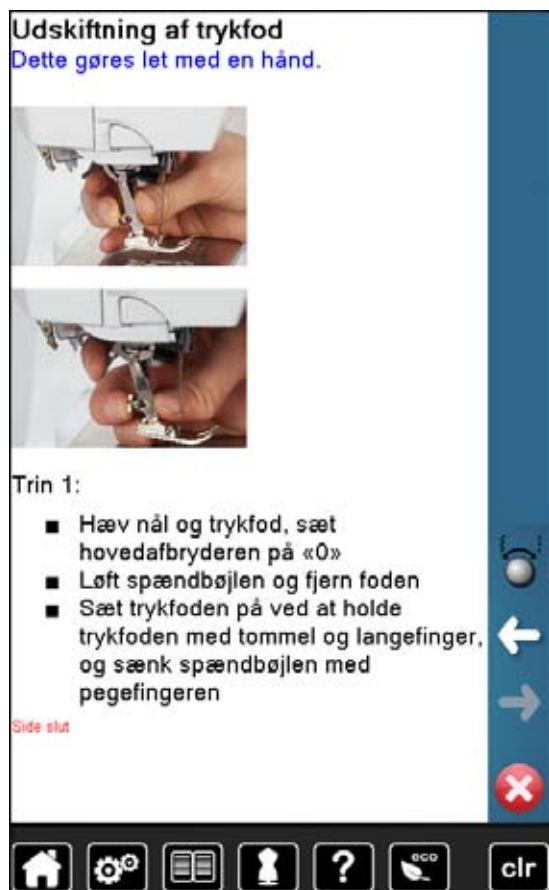 Udskiftning af trykfod
Dette gøres let med en hånd.
Trin 1:
■ Hæv nål og trykfod, sæt
hovedafbryderen på «0»
■ Løft spændbøjlen og fjern foden
■ Sæt trykfoden på ved at holde
trykfoden med tommel og langefinger,
og sænk spændbøjlen med
pegefingeren
Side slut
? eco clr